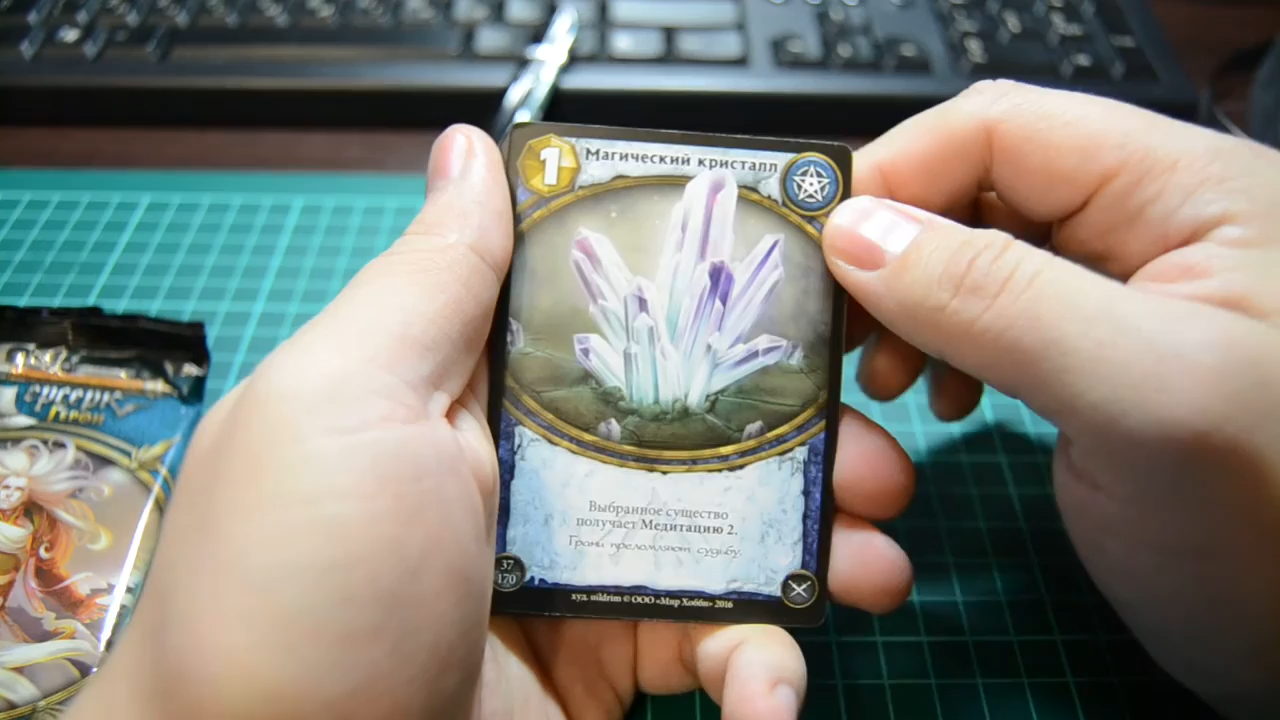 1
Магический кристалл
Выбранное существо
получает Медитацию 2.
Грани преломляют судьбу.
37
170
худ. uildrim © ООО «Мир Хобби» 2016
берсерк
Герои